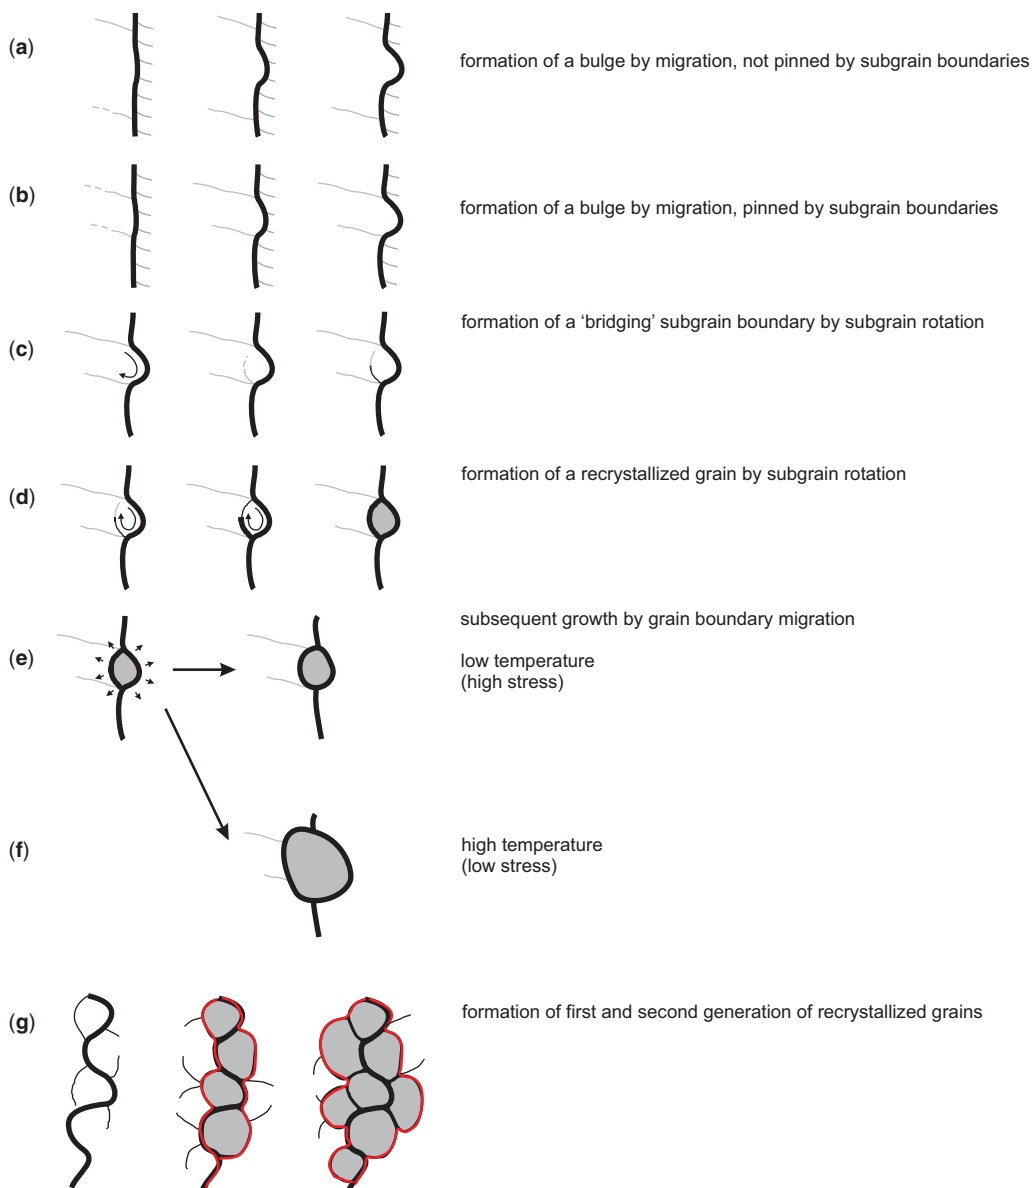 (a)
formation of a bulge by migration, not pinned by subgrain boundaries
(b)
formation of a bulge by migration, pinned by subgrain boundaries
(c)
formation of a ‘bridging’ subgrain boundary by subgrain rotation
(d)
formation of a recrystallized grain by subgrain rotation
(e)
subsequent growth by grain boundary migration
low temperature
(high stress)
(f)
high temperature
(low stress)
(g)
formation of first and second generation of recrystallized grains